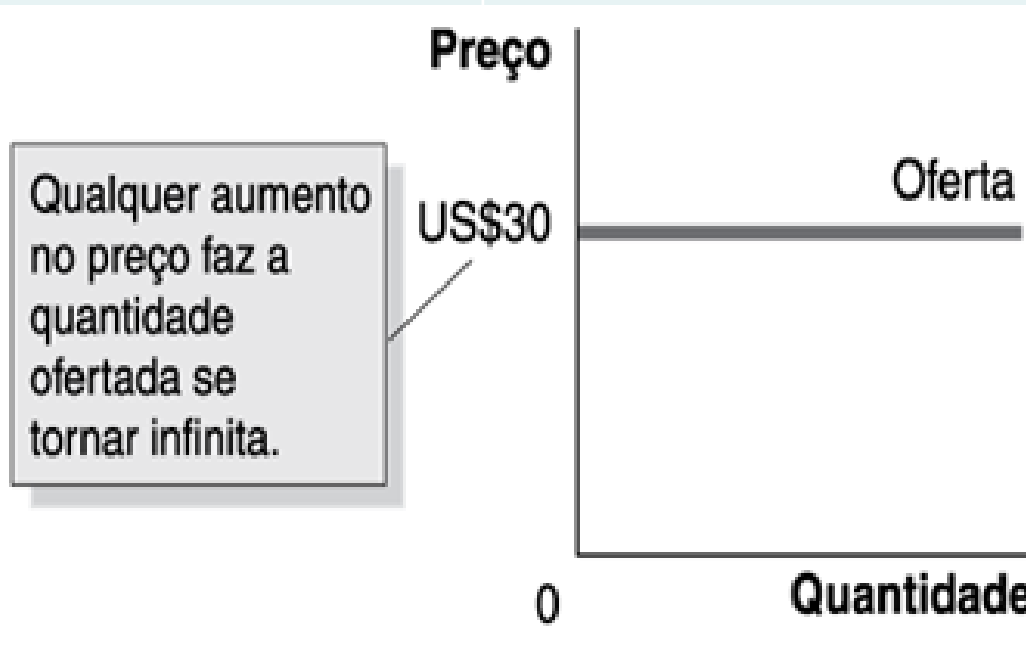 Preço
Qualquer aumento
no preço faz a
quantidade
ofertada se
tornar infinita.
US$30
Oferta
0
Quantidade